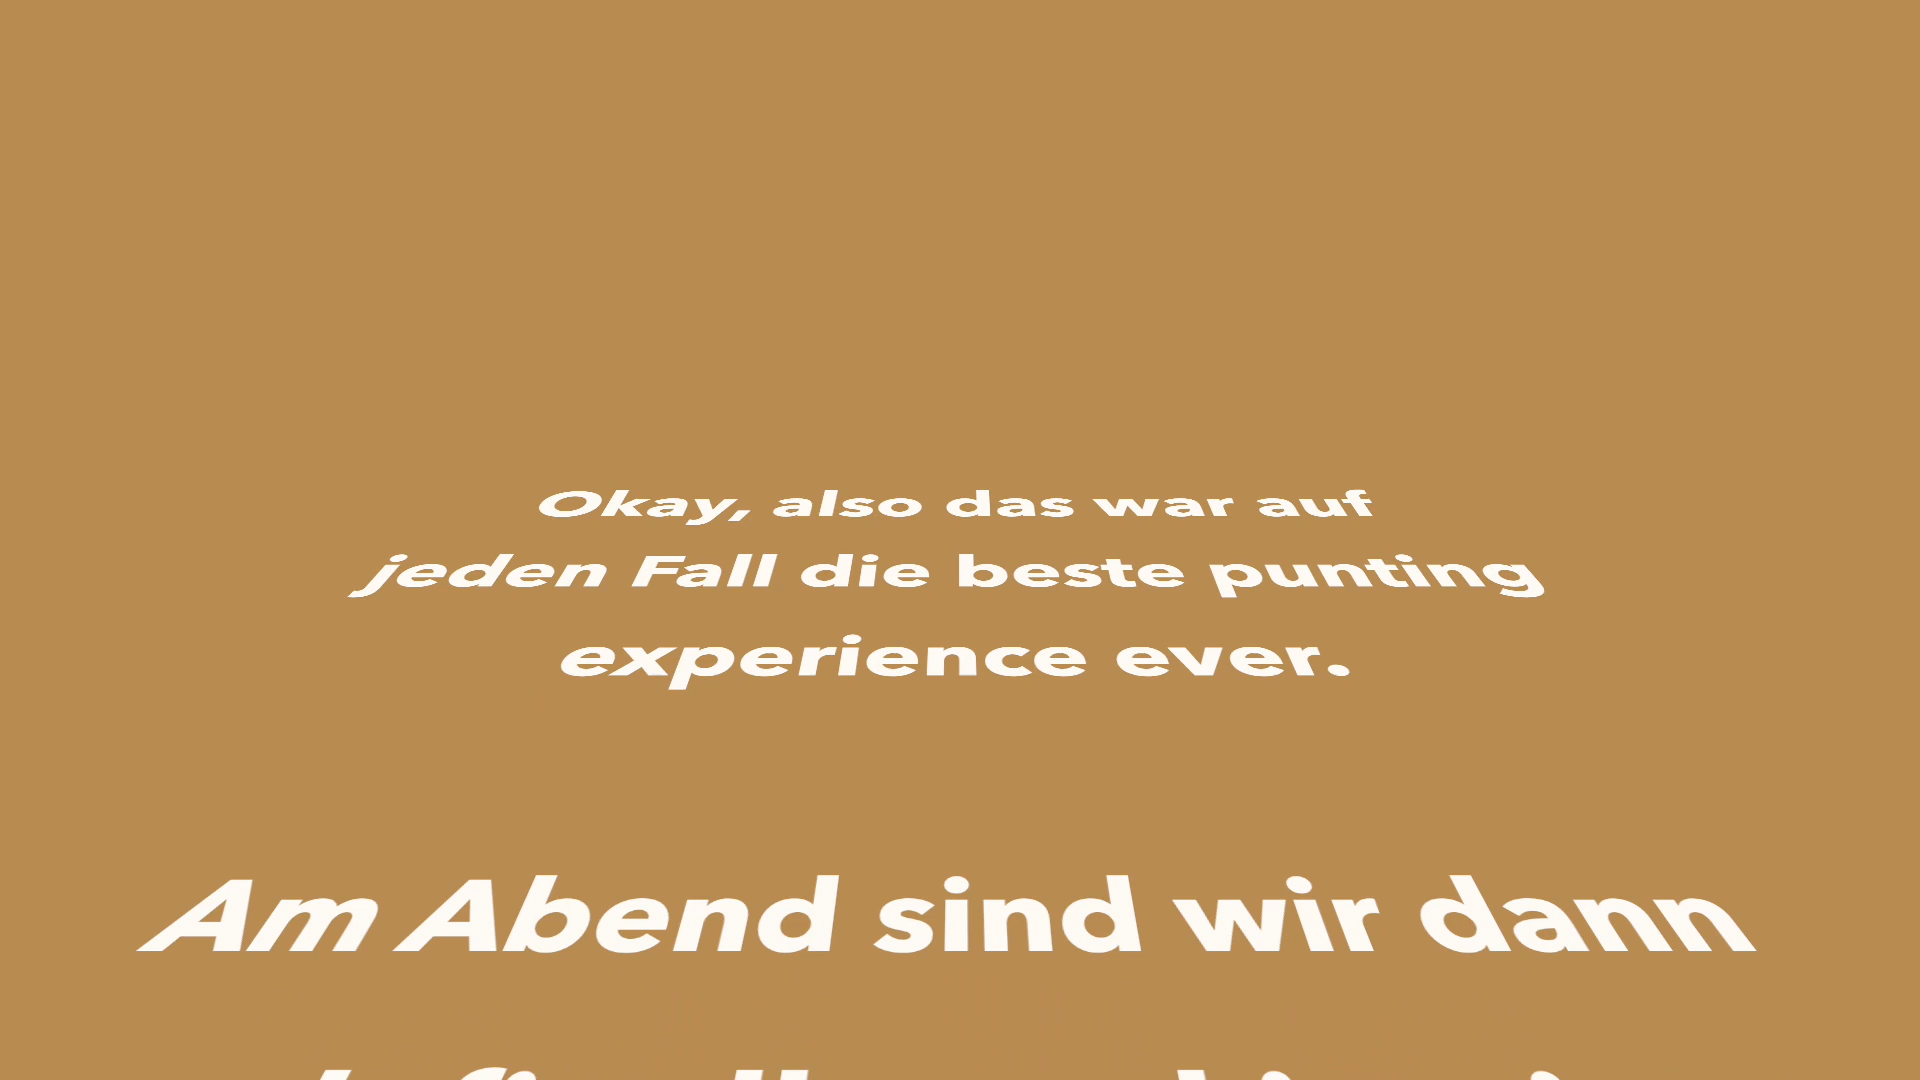 Okay, also das war auf
jeden Fall die beste punting
experience ever.
Am Abend sind wir dann